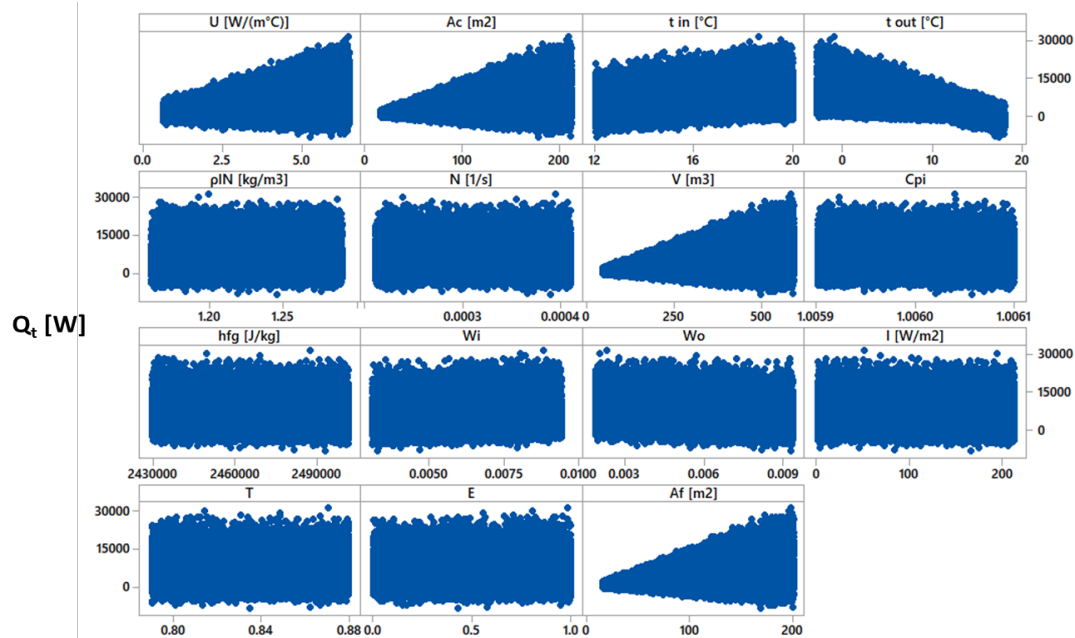 U [W/(m°C)] Ac [m2] t in [°C] t out [°C]
30000
15000
0
0.0 2.5 5.0 0 100 200 12 16 20 0 10 20
ρIN [kg/m3] N [1/s] V [m3] Cpi
30000
15000
0
1.20 1.25 0.0003 0.0004 0 250 500 1.0059 1.0060 1.0061
Qt [W]
hfg [J/kg] Wi Wo I [W/m2]
30000
15000
0
2430000 2460000 2490000 0.0050 0.0075 0.0100 0.003 0.006 0.009 0 100 200
T E Af [m2]
30000
15000
0
0.80 0.84 0.88 0.0 0.5 1.0 0 100 200